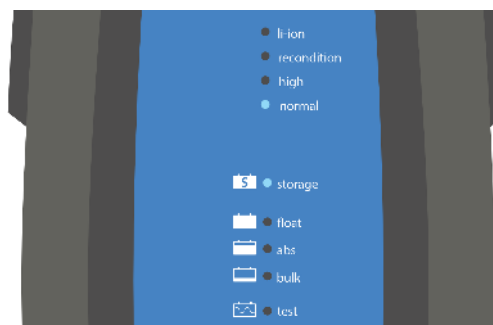 li-ion
recondition
high
normal
S storage
float
abs
bulk
test